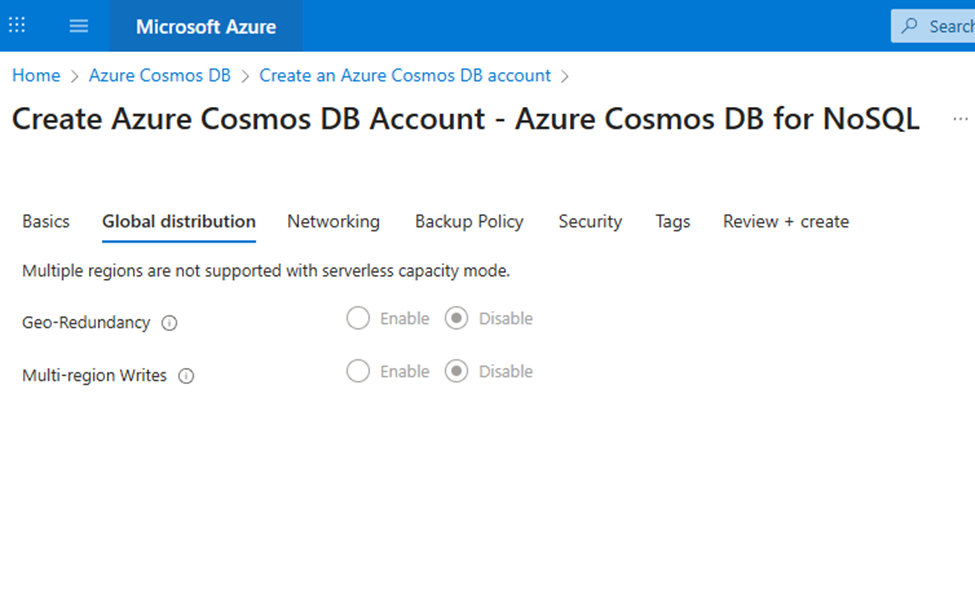 Microsoft Azure
Search
Home > Azure Cosmos DB > Create an Azure Cosmos DB account >
Create Azure Cosmos DB Account - Azure Cosmos DB for NoSQL ...
Basics Global distribution Networking Backup Policy Security Tags Review + create
Multiple regions are not supported with serverless capacity mode.
Geo-Redundancy Enable Disable
Multi-region Writes Enable Disable